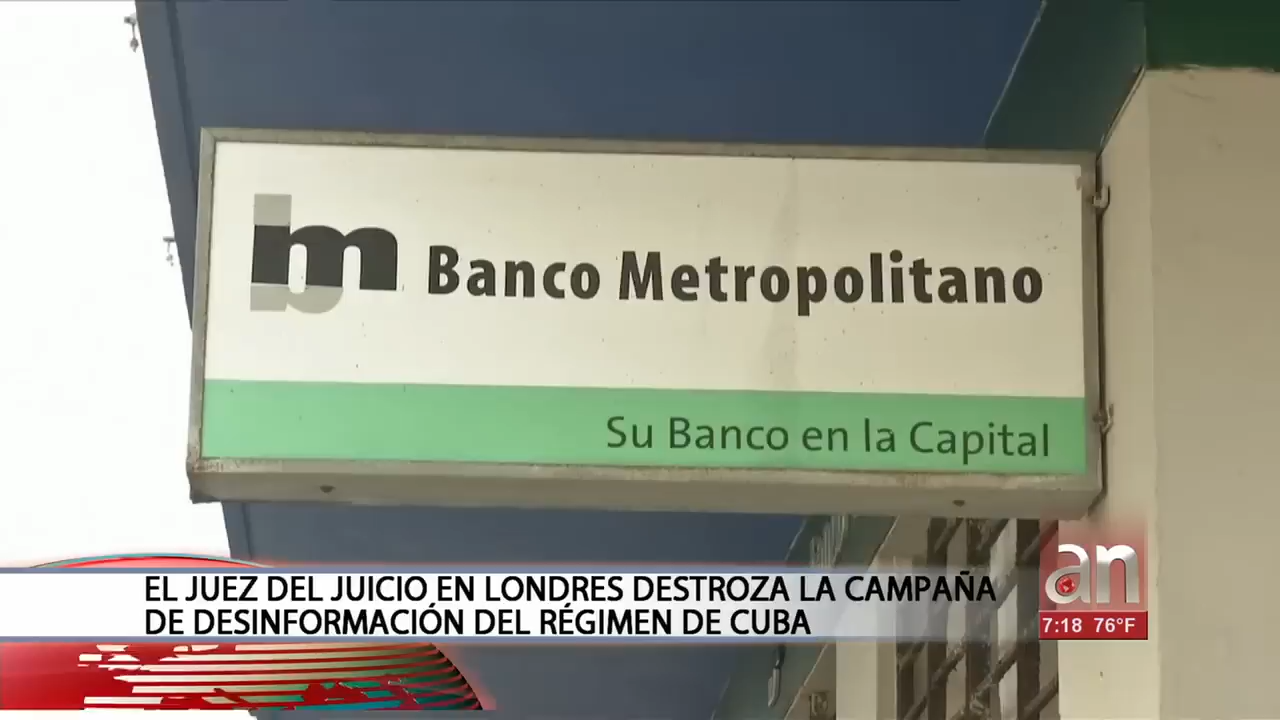 bm Banco Metropolitano
Su Banco en la Capital
EL JUEZ DEL JUICIO EN LONDRES DESTROZA LA CAMPAÑA
DE DESINFORMACIÓN DEL RÉGIMEN DE CUBA
an
7:18 76°F